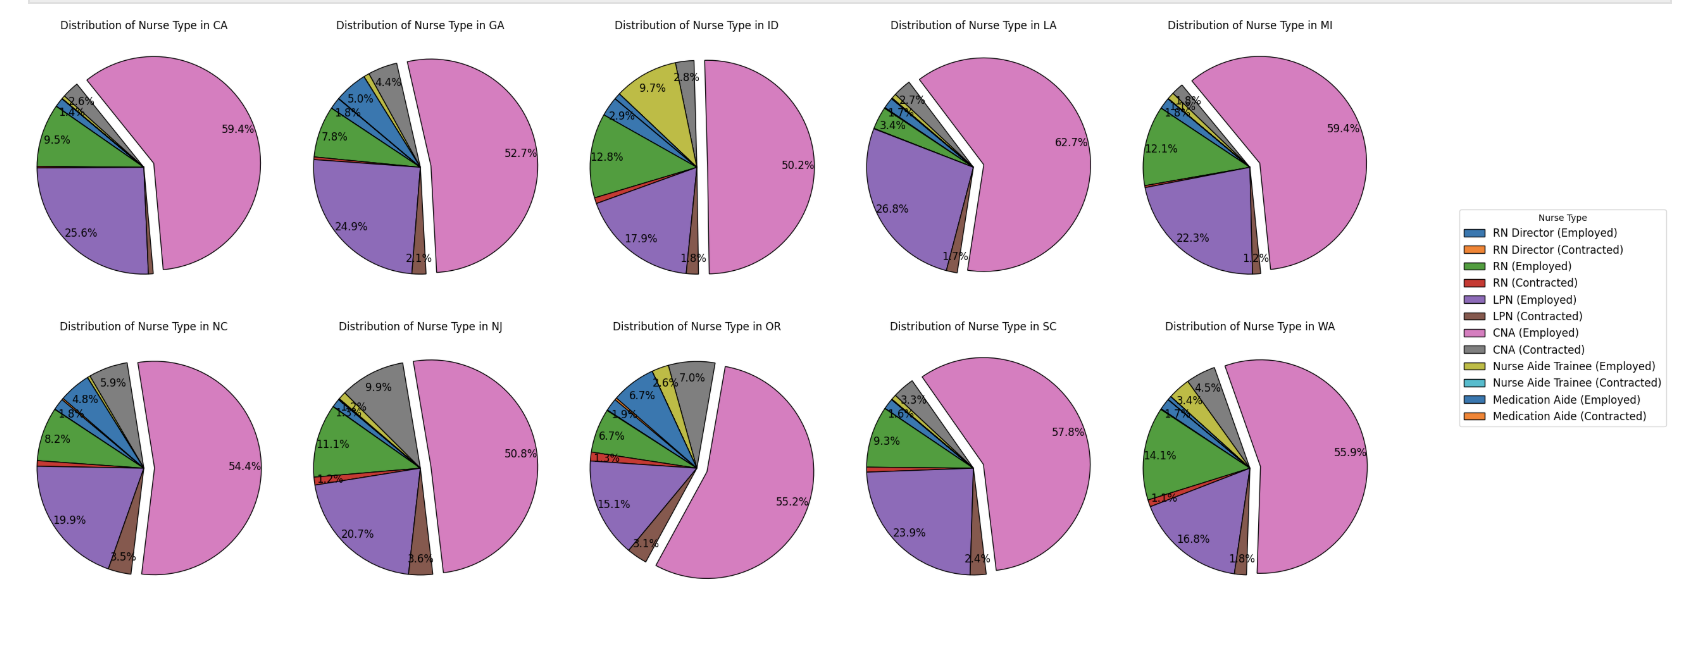 Distribution of Nurse Type in CA
2.6%
1.4%
9.5%
59.4%
25.6%
Distribution of Nurse Type in GA
4.4%
5.0%
1.8%
7.8%
52.7%
24.9%
2.1%
Distribution of Nurse Type in ID
2.8%
9.7%
2.9%
12.8%
50.2%
17.9%
1.8%
Distribution of Nurse Type in LA
2.7%
1.7%
3.4%
62.7%
26.8%
1.7%
Distribution of Nurse Type in MI
1.8%
1.8%
12.1%
59.4%
22.3%
1.2%
Nurse Type
RN Director (Employed)
RN Director (Contracted)
RN (Employed)
RN (Contracted)
LPN (Employed)
LPN (Contracted)
CNA (Employed)
CNA (Contracted)
Nurse Aide Trainee (Employed)
Nurse Aide Trainee (Contracted)
Medication Aide (Employed)
Medication Aide (Contracted)
Distribution of Nurse Type in NC
5.9%
4.8%
1.8%
8.2%
54.4%
19.9%
3.5%
Distribution of Nurse Type in NJ
9.9%
11.1%
1.2%
50.8%
20.7%
3.6%
Distribution of Nurse Type in OR
7.0%
2.6%
6.7%
1.9%
6.7%
1.3%
55.2%
15.1%
3.1%
Distribution of Nurse Type in SC
3.3%
1.6%
9.3%
57.8%
23.9%
2.4%
Distribution of Nurse Type in WA
4.5%
3.4%
1.7%
14.1%
1.1%
55.9%
16.8%
1.8%